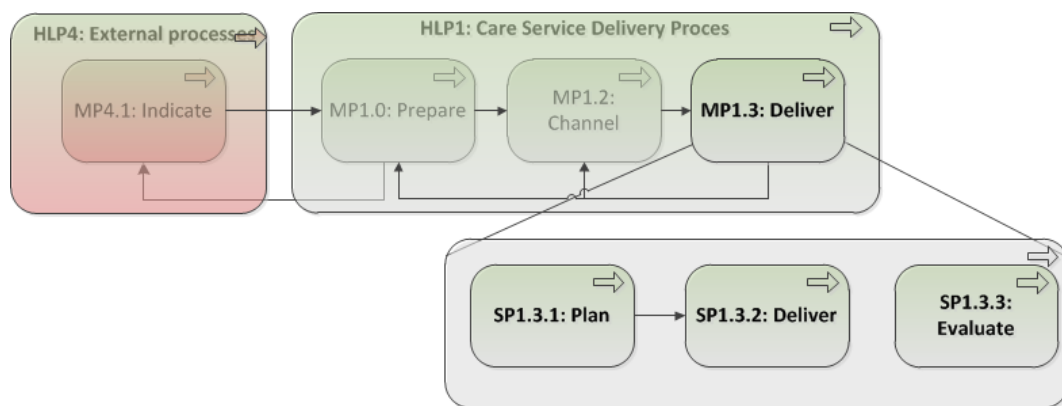 HLP4: External processes
HLP1: Care Service Delivery Proces
MP4.1: Indicate
MP1.0: Prepare
MP1.2:
Channel
MP1.3: Deliver
SP1.3.1: Plan
SP1.3.2: Deliver
SP1.3.3:
Evaluate